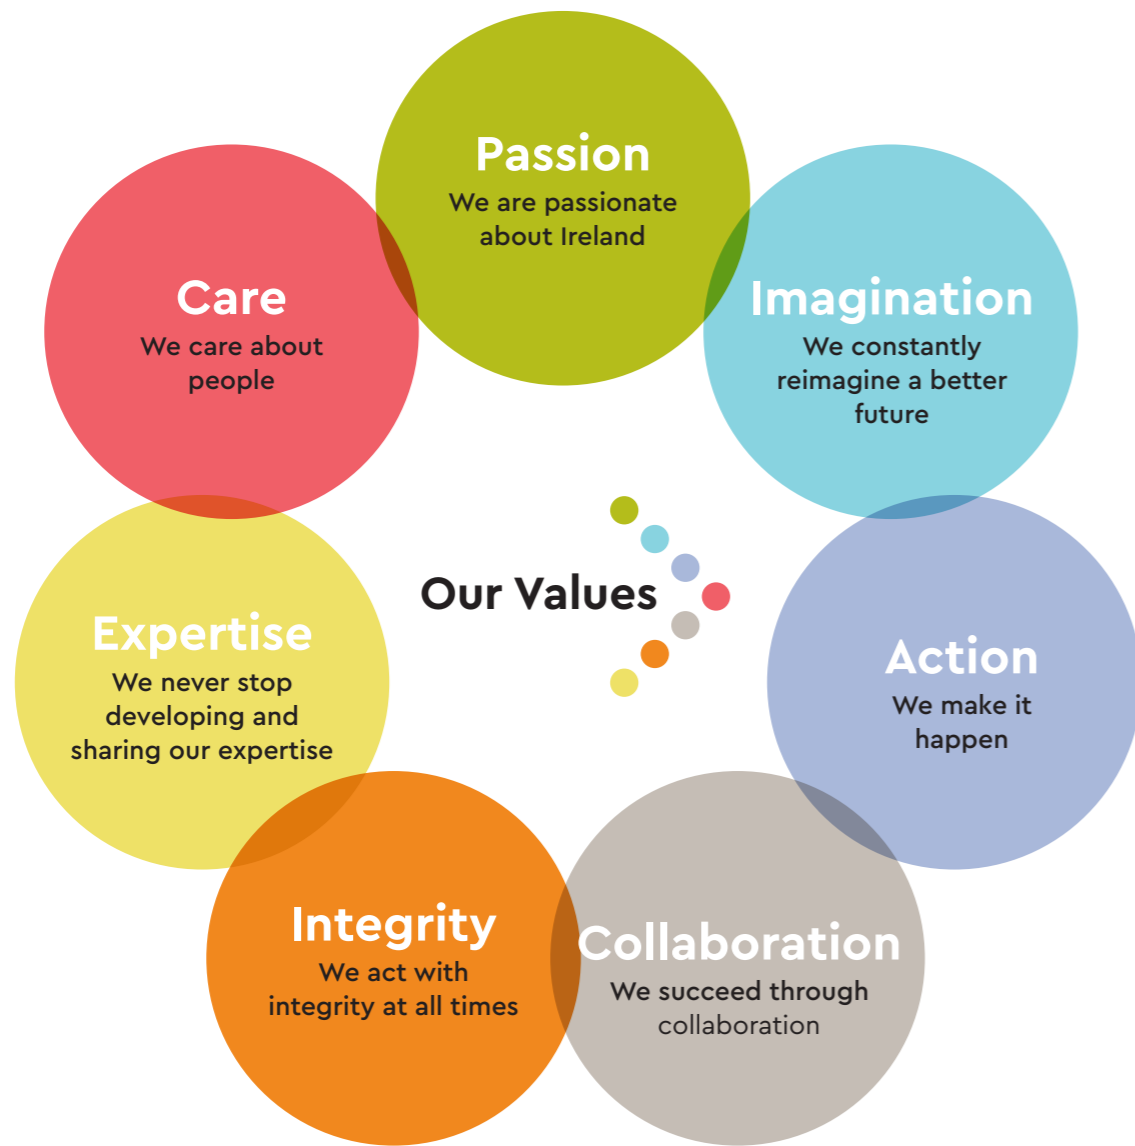 Passion
We are passionate
about Ireland
Imagination
We constantly
reimagine a better
future
Action
We make it
happen
Collaboration
We succeed through
collaboration
Integrity
We act with
integrity at all times
Expertise
We never stop
developing and
sharing our expertise
Care
We care about
people
Our Values